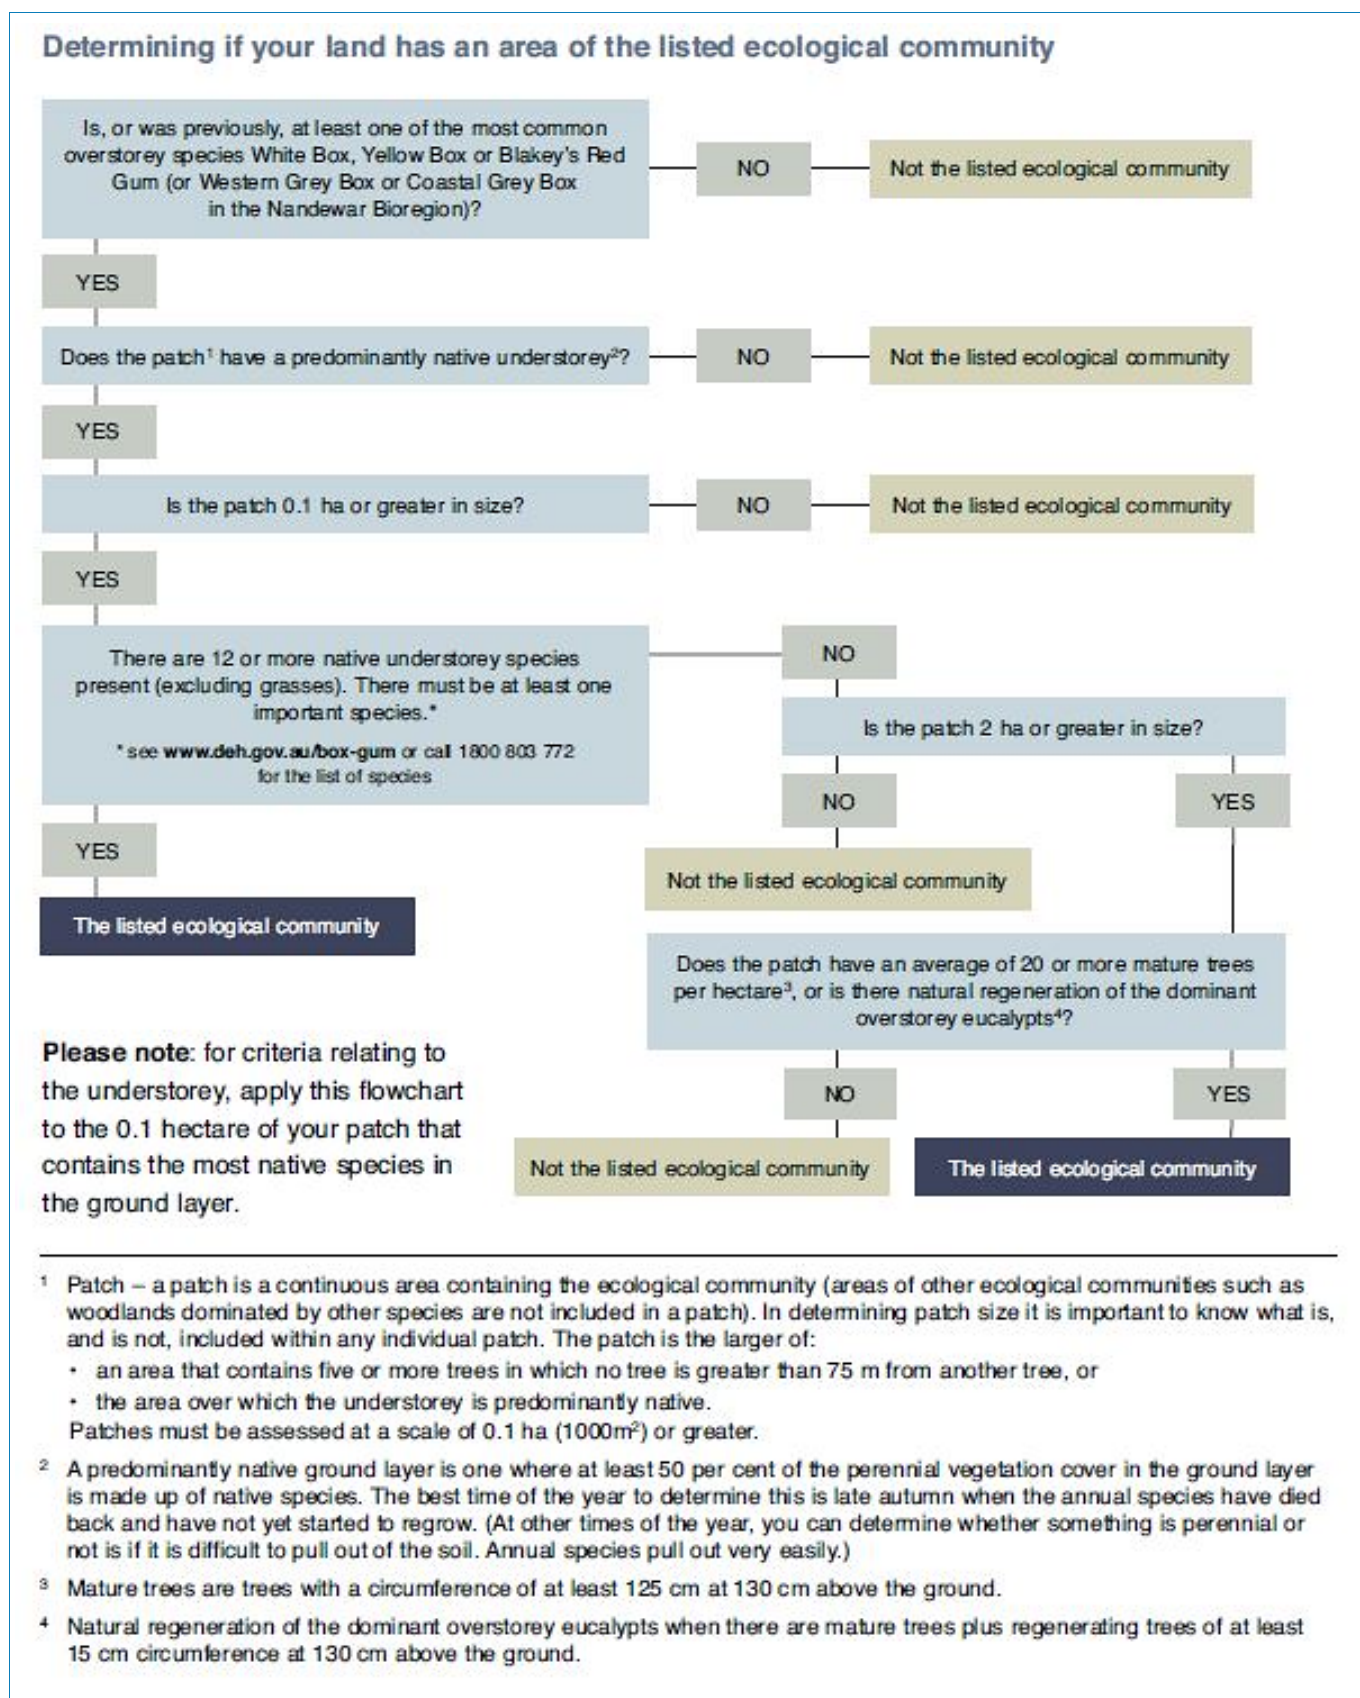 Determining if your land has an area of the listed ecological community
Is, or was previously, at least one of the most common
overstorey species White Box, Yellow Box or Blakey's Red
Gum (or Western Grey Box or Coastal Grey Box
in the Nandewar Bioregion)?
NO
Not the listed ecological community
YES
Does the patch¹ have a predominantly native understorey²?
NO
Not the listed ecological community
YES
Is the patch 0.1 ha or greater in size?
NO
Not the listed ecological community
YES
There are 12 or more native understorey species
present (excluding grasses). There must be at least one
important species.*
* see www.deh.gov.au/box-gum or call 1800 803 772
for the list of species
NO
Is the patch 2 ha or greater in size?
NO
YES
YES
Not the listed ecological community
The listed ecological community
Does the patch have an average of 20 or more mature trees
per hectare³, or is there natural regeneration of the dominant
overstorey eucalypts⁴?
NO
YES
Not the listed ecological community
The listed ecological community
Please note: for criteria relating to
the understorey, apply this flowchart
to the 0.1 hectare of your patch that
contains the most native species in
the ground layer.
¹ Patch – a patch is a continuous area containing the ecological community (areas of other ecological communities such as
woodlands dominated by other species are not included in a patch). In determining patch size it is important to know what is,
and is not, included within any individual patch. The patch is the larger of:
• an area that contains five or more trees in which no tree is greater than 75 m from another tree, or
• the area over which the understorey is predominantly native.
Patches must be assessed at a scale of 0.1 ha (1000m²) or greater.
² A predominantly native ground layer is one where at least 50 per cent of the perennial vegetation cover in the ground layer
is made up of native species. The best time of the year to determine this is late autumn when the annual species have died
back and have not yet started to regrow. (At other times of the year, you can determine whether something is perennial or
not is if it is difficult to pull out of the soil. Annual species pull out very easily.)
³ Mature trees are trees with a circumference of at least 125 cm at 130 cm above the ground.
⁴ Natural regeneration of the dominant overstorey eucalypts when there are mature trees plus regenerating trees of at least
15 cm circumference at 130 cm above the ground.